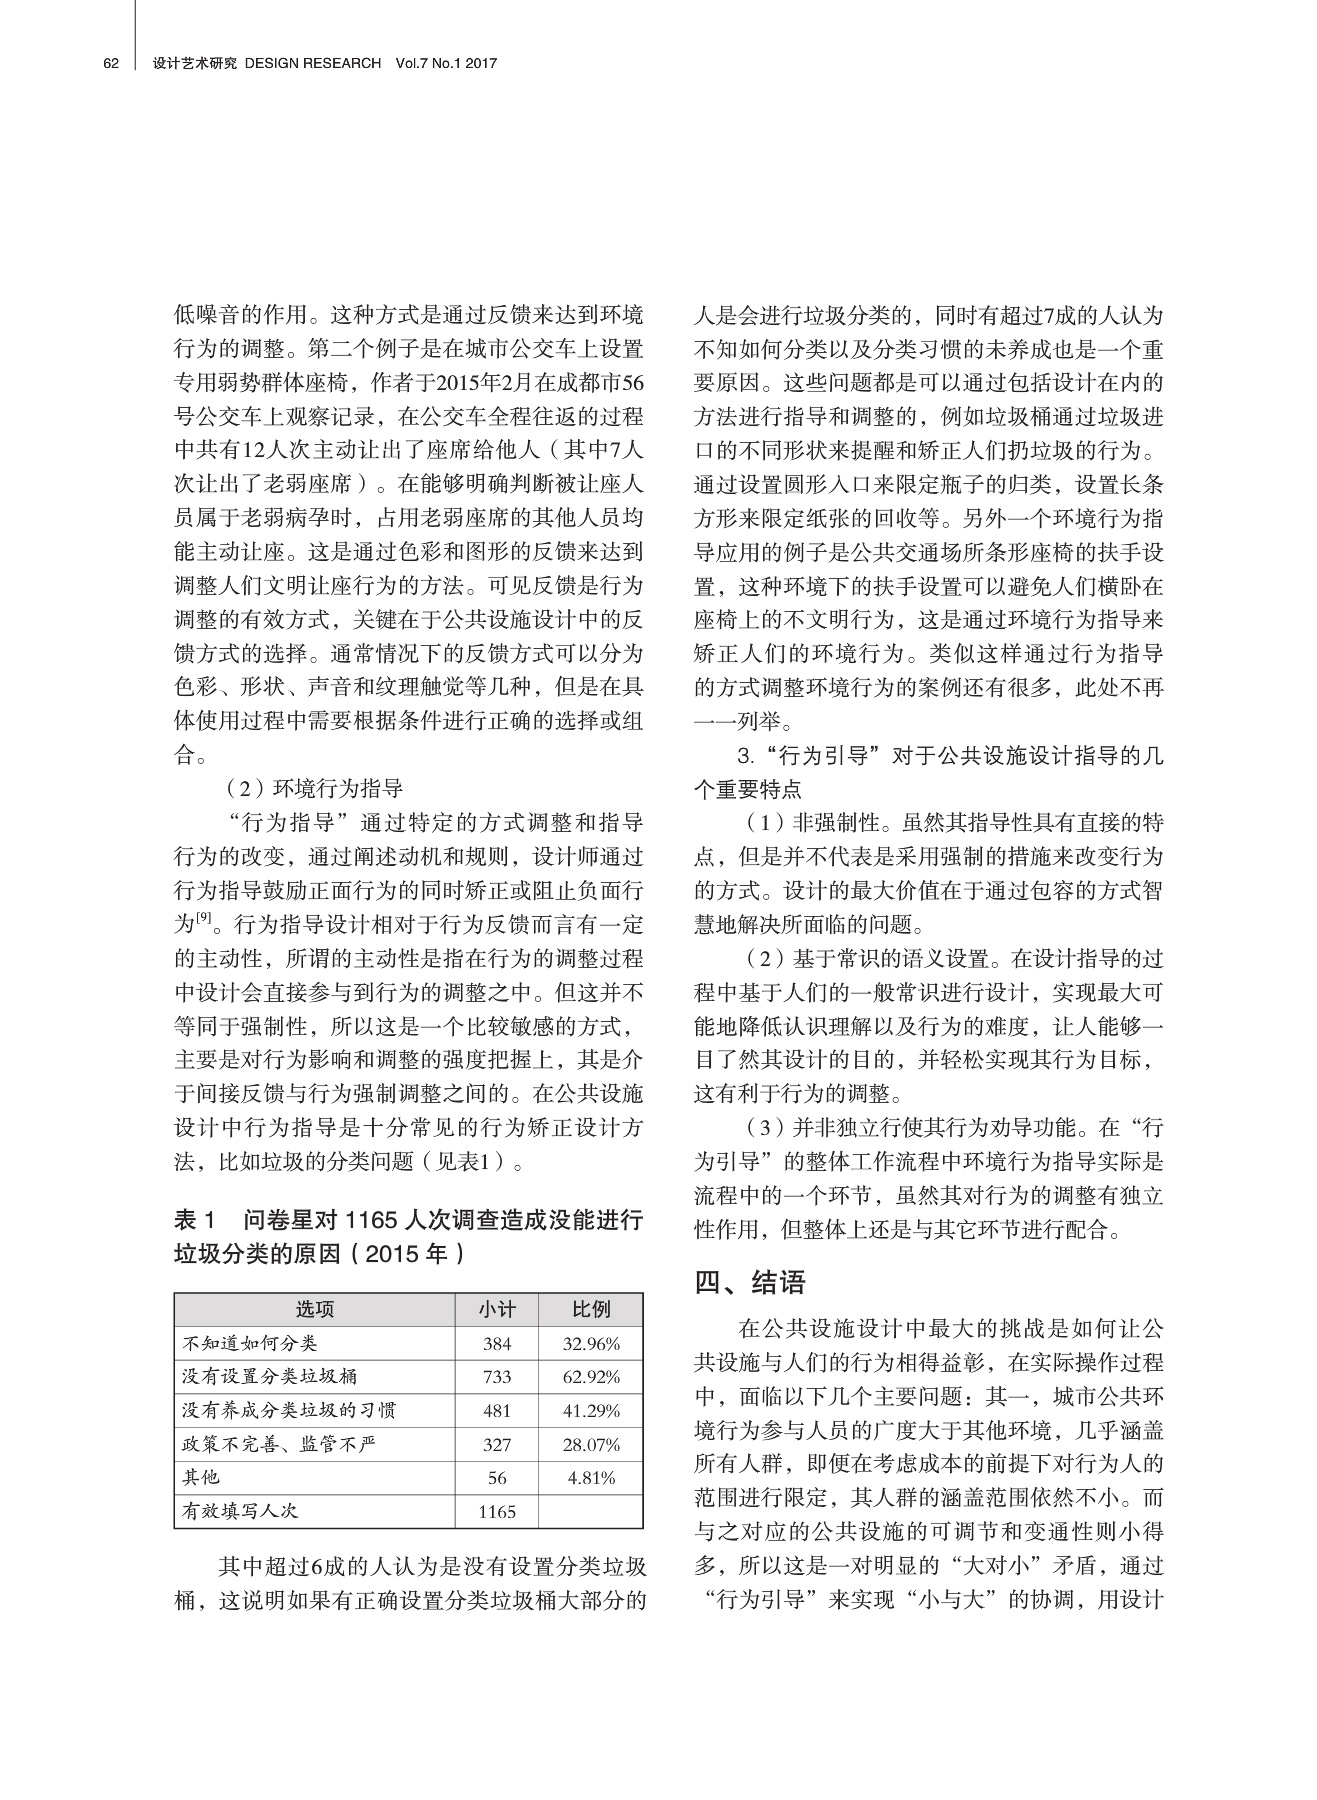 62 设计艺术研究 DESIGN RESEARCH Vol.7 No.1 2017
低噪音的作用。这种方式是通过反馈来达到环境
行为的调整。第二个例子是在城市公交车上设置
专用弱势群体座椅，作者于2015年2月在成都市56
号公交车上观察记录，在公交车全程往返的过程
中共有12人次主动让出了座席给他人（其中7人
次让出了老弱座席）。在能够明确判断被让座人
员属于老弱病孕时，占用老弱座席的其他人员均
能主动让座。这是通过色彩和图形的反馈来达到
调整人们文明让座行为的方法。可见反馈是行为
调整的有效方式，关键在于公共设施设计中的反
馈方式的选择。通常情况下的反馈方式可以分为
色彩、形状、声音和纹理触觉等几种，但是在具
体使用过程中需要根据条件进行正确的选择或组
合。
（2）环境行为指导
“行为指导”通过特定的方式调整和指导
行为的改变，通过阐述动机和规则，设计师通过
行为指导鼓励正面行为的同时矫正或阻止负面行
为[9]。行为指导设计相对于行为反馈而言有一定
的主动性，所谓的主动性是指在行为的调整过程
中设计会直接参与到行为的调整之中。但这并不
等同于强制性，所以这是一个比较敏感的方式，
主要是对行为影响和调整的强度把握上，其是介
于间接反馈与行为强制调整之间的。在公共设施
设计中行为指导是十分常见的行为矫正设计方
法，比如垃圾的分类问题（见表1）。
表 1 问卷星对 1165 人次调查造成没能进行
垃圾分类的原因（2015 年）
选项 小计 比例
不知道如何分类 384 32.96%
没有设置分类垃圾桶 733 62.92%
没有养成分类垃圾的习惯 481 41.29%
政策不完善、监管不严 327 28.07%
其他 56 4.81%
有效填写人次 1165
其中超过6成的人认为是没有设置分类垃圾
桶，这说明如果有正确设置分类垃圾桶大部分的
人是会进行垃圾分类的，同时有超过7成的人认为
不知如何分类以及分类习惯的未养成也是一个重
要原因。这些问题都是可以通过包括设计在内的
方法进行指导和调整的，例如垃圾桶通过垃圾进
口的不同形状来提醒和矫正人们扔垃圾的行为。
通过设置圆形入口来限定瓶子的归类，设置长条
方形来限定纸张的回收等。另外一个环境行为指
导应用的例子是公共交通场所条形座椅的扶手设
置，这种环境下的扶手设置可以避免人们横卧在
座椅上的不文明行为，这是通过环境行为指导来
矫正人们的环境行为。类似这样通过行为指导
的方式调整环境行为的案例还有很多，此处不再
一一列举。
3.“行为引导”对于公共设施设计指导的几
个重要特点
（1）非强制性。虽然其指导性具有直接的特
点，但是并不代表是采用强制的措施来改变行为
的方式。设计的最大价值在于通过包容的方式智
慧地解决所面临的问题。
（2）基于常识的语义设置。在设计指导的过
程中基于人们的一般常识进行设计，实现最大可
能地降低认识理解以及行为的难度，让人能够一
目了然其设计的目的，并轻松实现其行为目标，
这有利于行为的调整。
（3）并非独立行使其行为劝导功能。在“行
为引导”的整体工作流程中环境行为指导实际是
流程中的一个环节，虽然其对行为的调整有独立
性作用，但整体上还是与其它环节进行配合。
四、结语
在公共设施设计中最大的挑战是如何让公
共设施与人们的行为相得益彰，在实际操作过程
中，面临以下几个主要问题：其一，城市公共环
境行为参与人员的广度大于其他环境，几乎涵盖
所有人群，即便在考虑成本的前提下对行为人的
范围进行限定，其人群的涵盖范围依然不小。而
与之对应的公共设施的可调节和变通性则小得
多，所以这是一对明显的“大对小”矛盾，通过
“行为引导”来实现“小与大”的协调，用设计